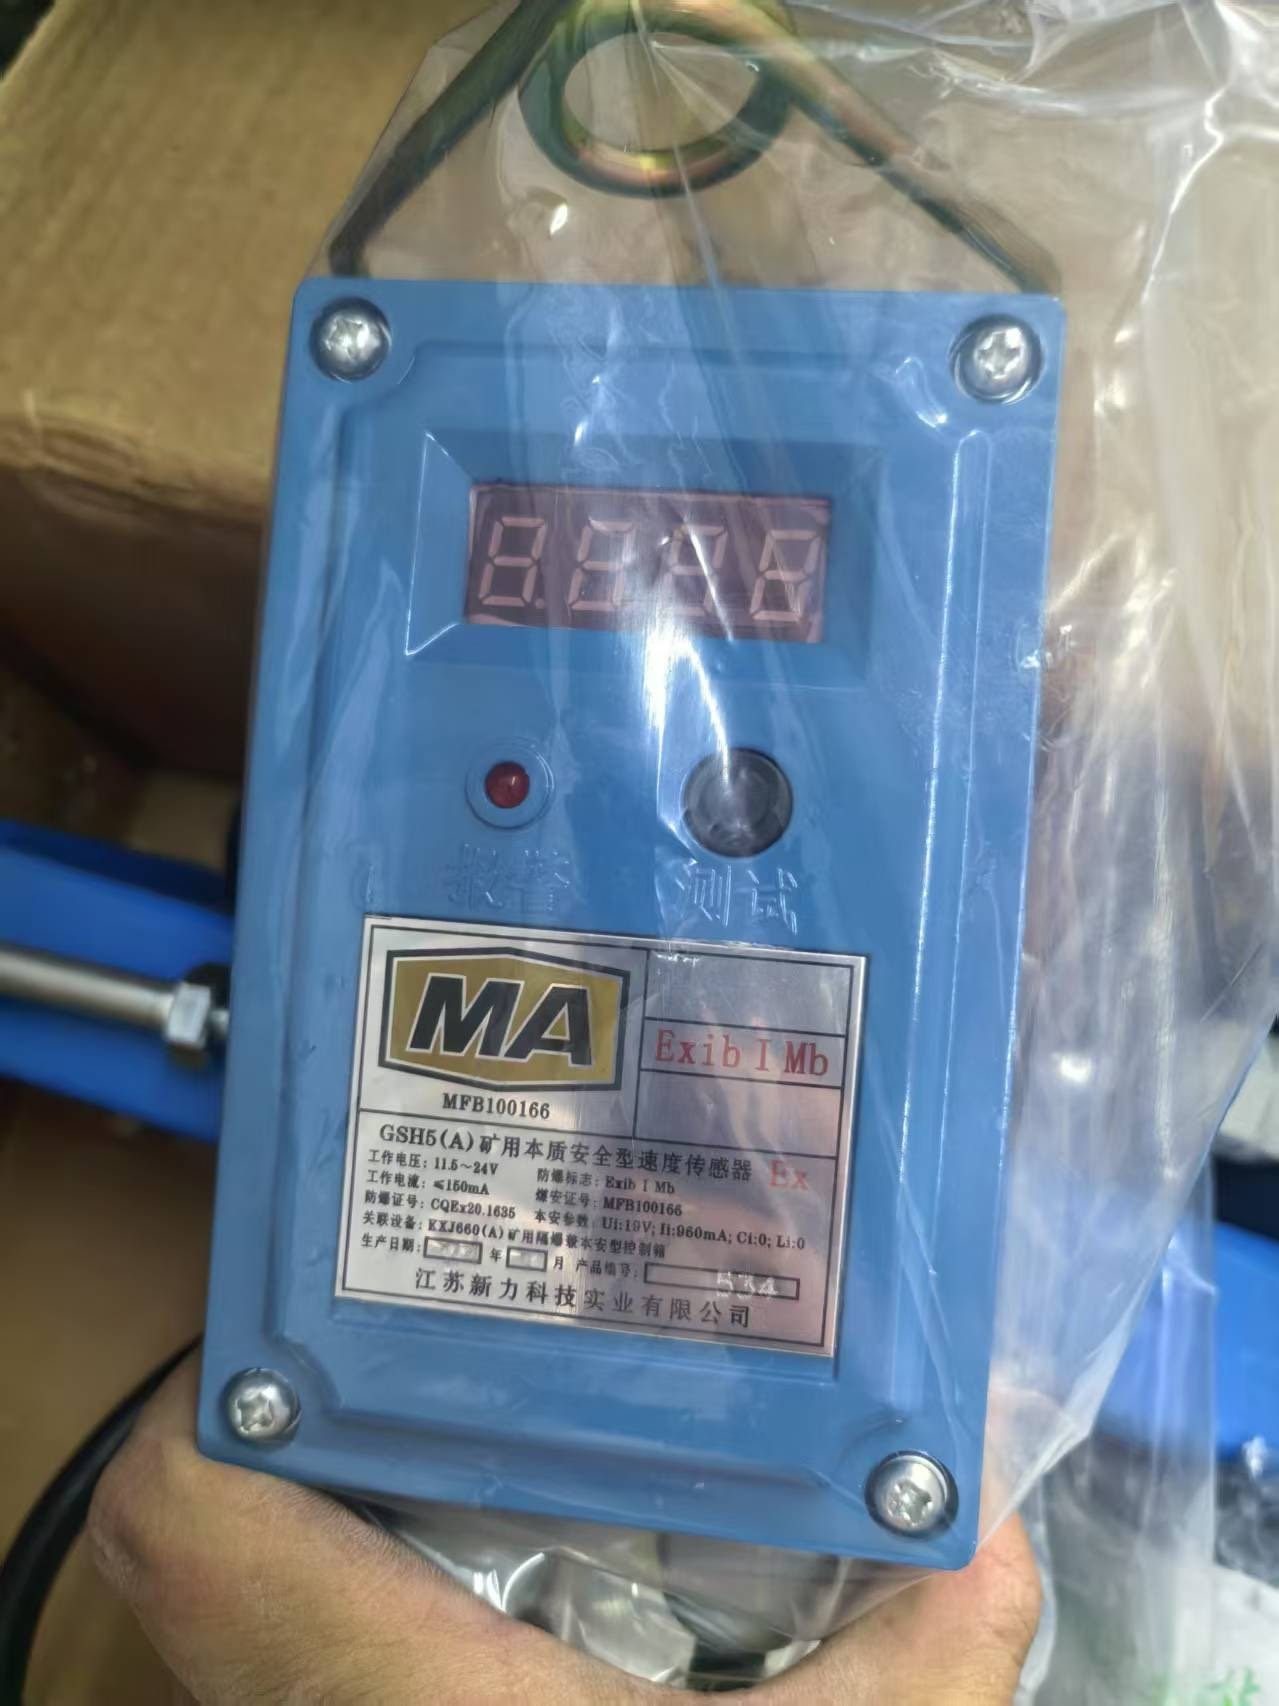 报警
测试
MA
MFB100166
Exib I Mb
GSH5(A)矿用本质安全型速度传感器
Ex
工作电压：11.5~24V 防爆标志：Exib I Mb
工作电流：≤150mA 煤安证号：MFB100166
防爆证号：CQEx20.1635 本安参数：Ui:19V; Ii:960mA; Ci:0; Li:0
关联设备：KXJ660(A)矿用隔爆兼本安型控制箱
生产日期： 年 月 产品编号： 534
江苏新力科技实业有限公司